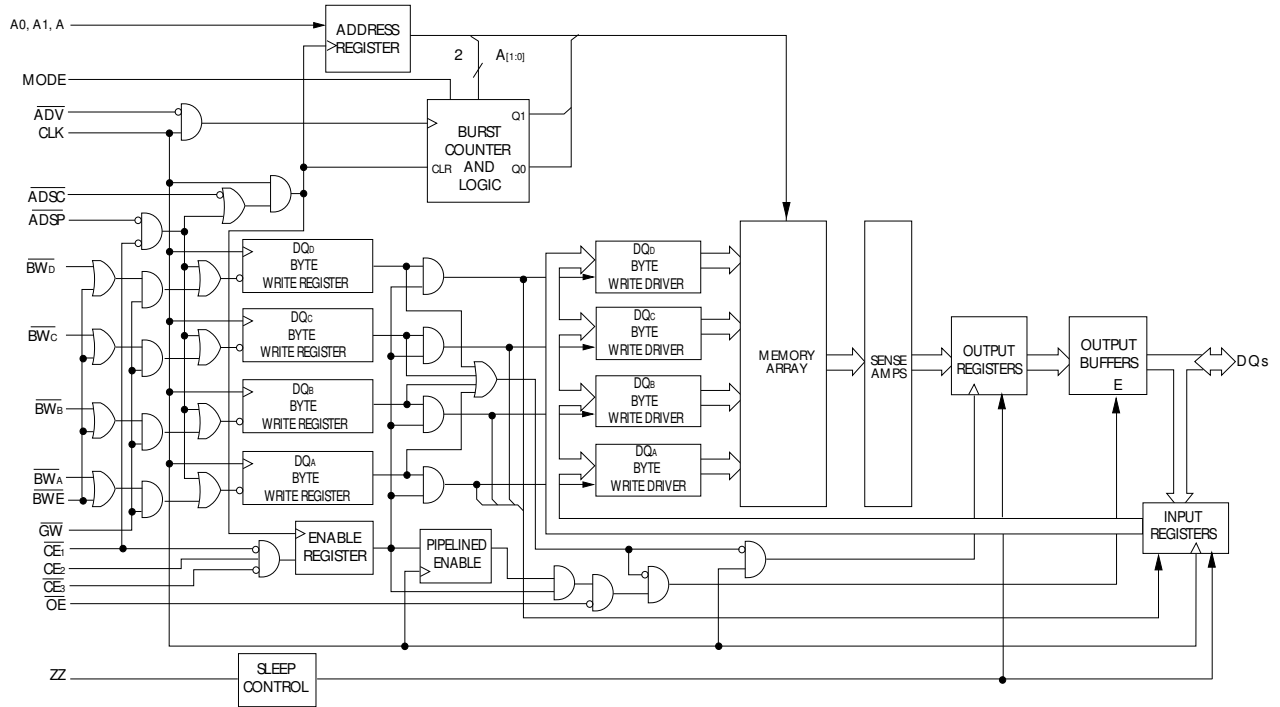 A0, A1, A
ADDRESS
REGISTER
2
A[1:0]
MODE
ADV
CLK
BURST
COUNTER
AND
LOGIC
Q1
CLR
Q0
ADSC
ADSP
BWD
DQD
BYTE
WRITE REGISTER
DQD
BYTE
WRITE DRIVER
BWC
DQC
BYTE
WRITE REGISTER
DQC
BYTE
WRITE DRIVER
MEMORY
ARRAY
SENSE
AMPS
OUTPUT
REGISTERS
OUTPUT
BUFFERS
E
DQs
BWB
DQB
BYTE
WRITE REGISTER
DQB
BYTE
WRITE DRIVER
BWA
BWE
DQA
BYTE
WRITE REGISTER
DQA
BYTE
WRITE DRIVER
GW
CE1
CE2
CE3
OE
ENABLE
REGISTER
PIPELINED
ENABLE
INPUT
REGISTERS
ZZ
SLEEP
CONTROL